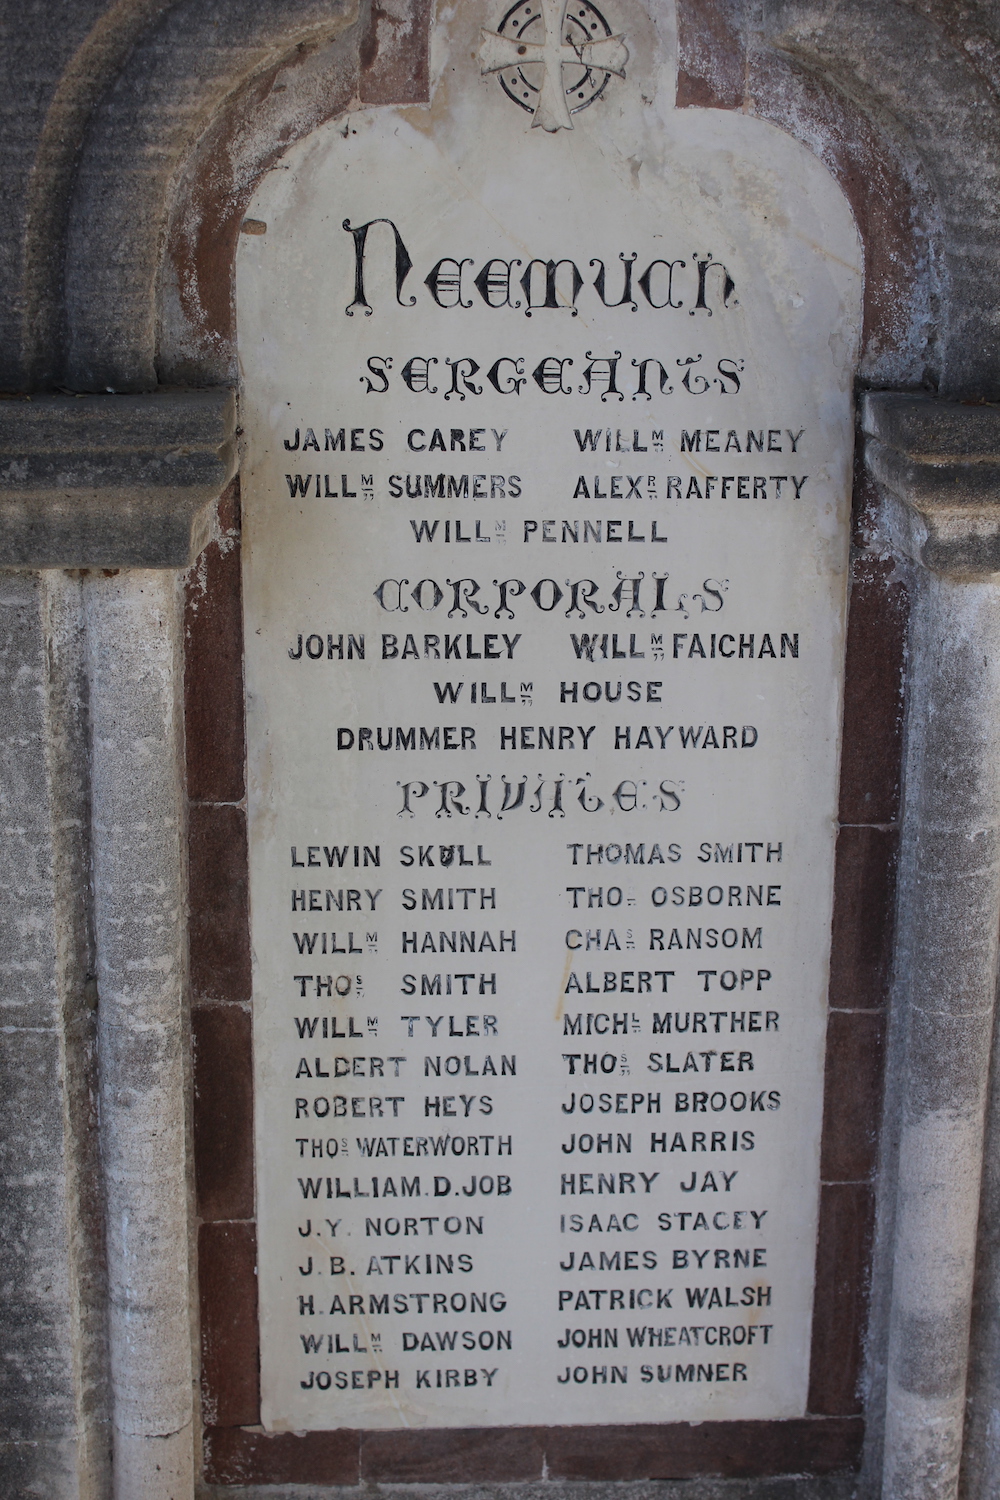 Neemuch
SERGEANTS
JAMES CAREY WILLM MEANEY
WILLM SUMMERS ALEXR RAFFERTY
WILLM PENNELL
CORPORALS
JOHN BARKLEY WILLM FAICHAN
WILLM HOUSE
DRUMMER HENRY HAYWARD
PRIVATES
LEWIN SKULL THOMAS SMITH
HENRY SMITH THOS OSBORNE
WILLM HANNAH CHAS RANSOM
THOS SMITH ALBERT TOPP
WILLM TYLER MICHL MURTHER
ALBERT NOLAN THOS SLATER
ROBERT HEYS JOSEPH BROOKS
THOS WATERWORTH JOHN HARRIS
WILLIAM.D.JOB HENRY JAY
J.Y. NORTON ISAAC STACEY
J.B. ATKINS JAMES BYRNE
H.ARMSTRONG PATRICK WALSH
WILLM DAWSON JOHN WHEATCROFT
JOSEPH KIRBY JOHN SUMNER